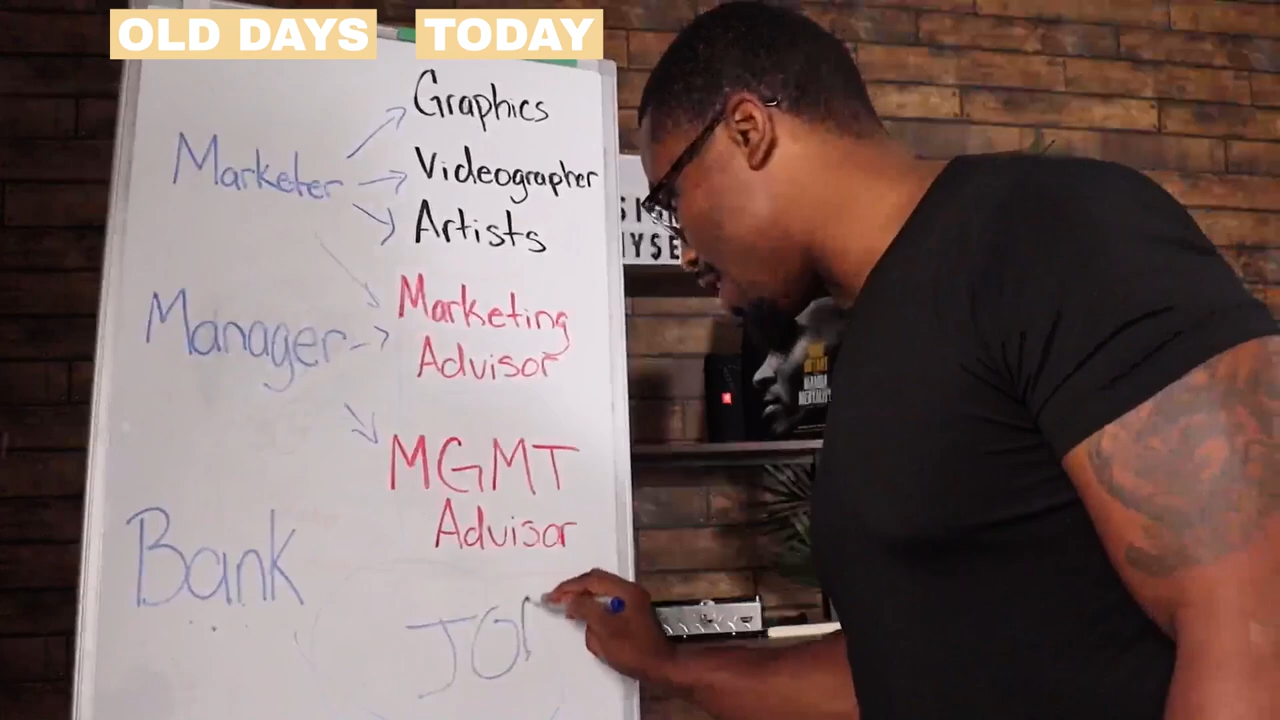 OLD DAYS TODAY
Graphics
Marketer Videographer
Artists
Marketing
Manager Advisor
MGMT
Advisor
Bank